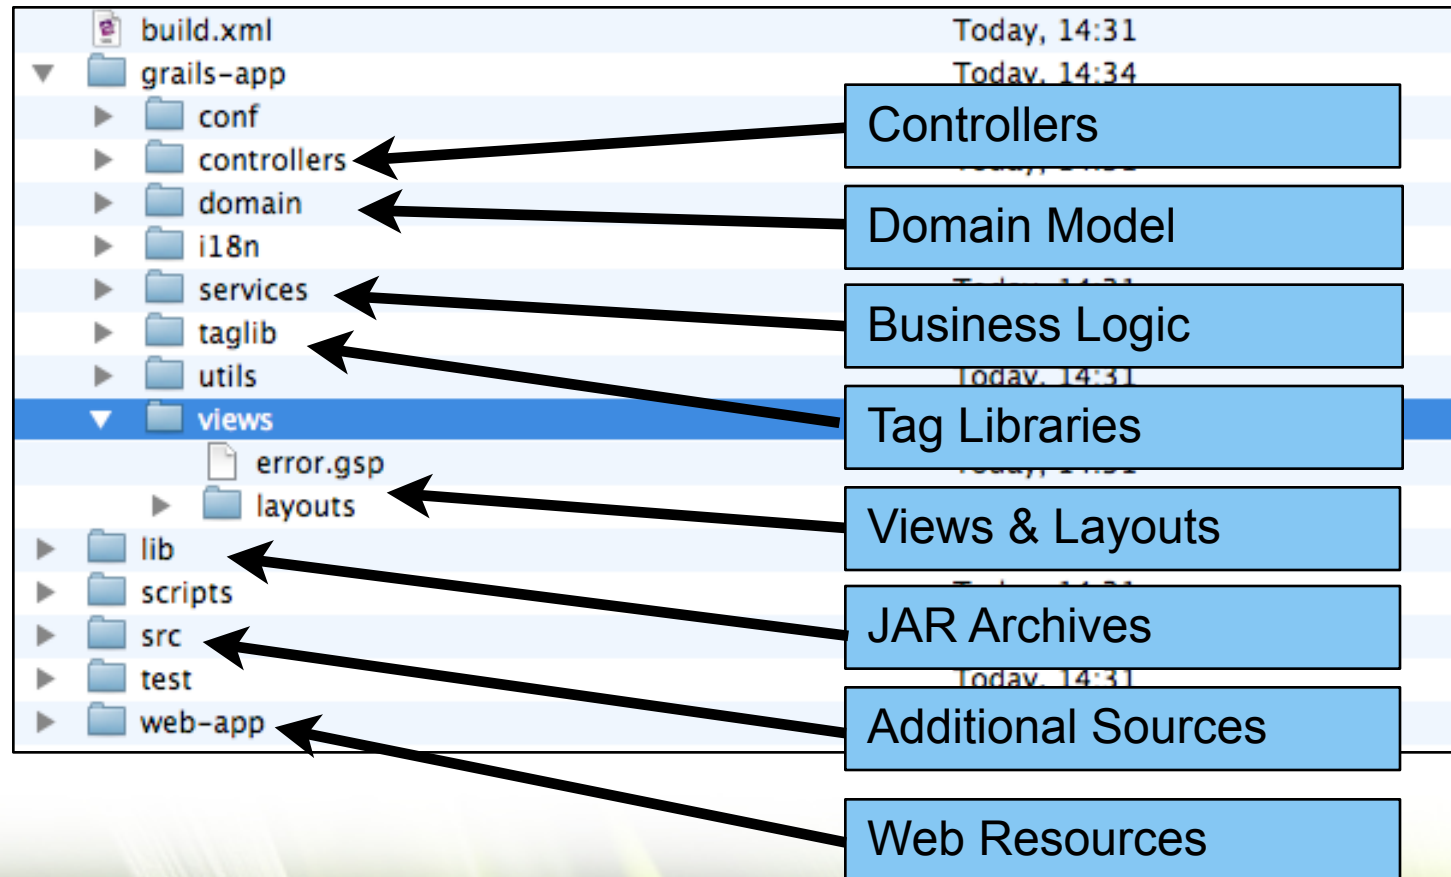 build.xml Today, 14:31
grails-app Today, 14:34
conf
controllers
Controllers
domain
Domain Model
i18n
services
Business Logic
taglib
utils Today, 14:31
views
Tag Libraries
error.gsp
layouts
Views & Layouts
lib
scripts
JAR Archives
src
test Today, 14:31
Additional Sources
web-app
Web Resources